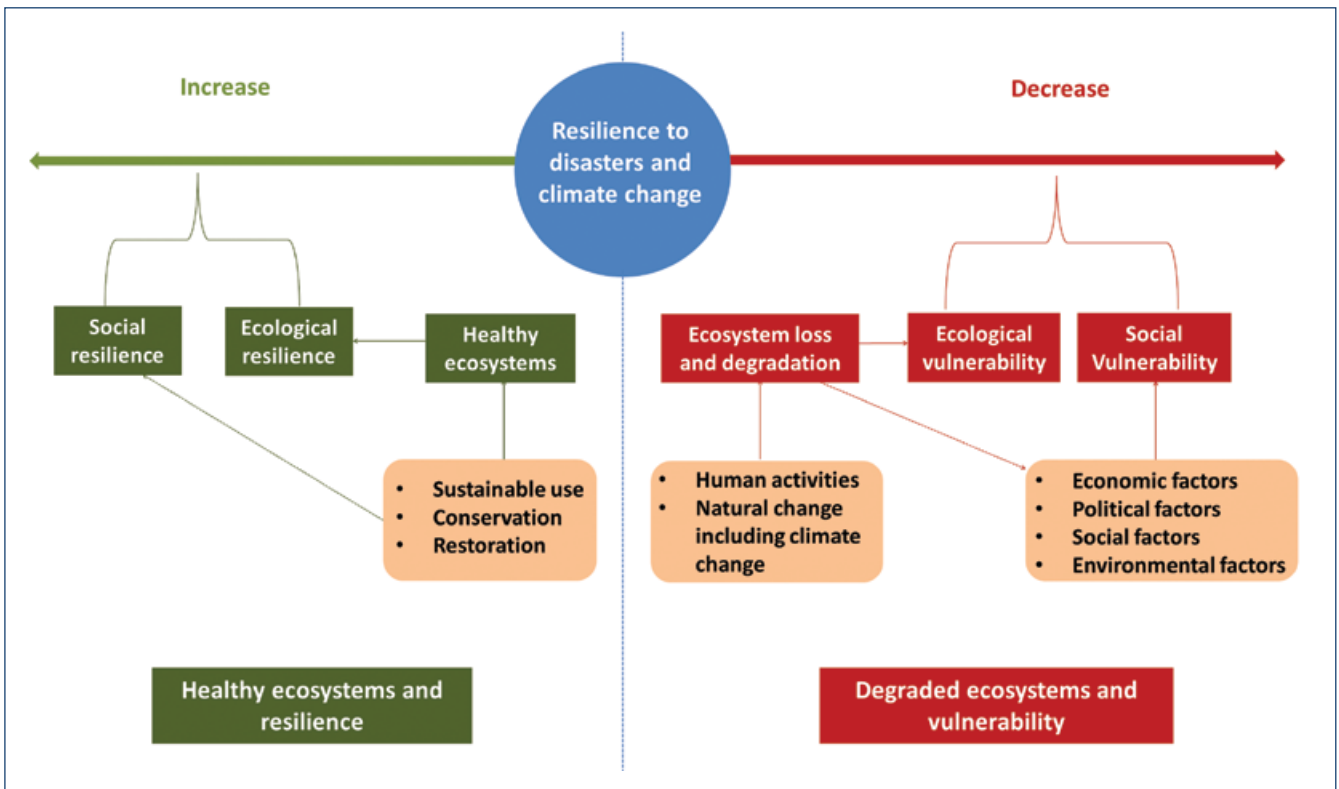 Increase
Resilience to
disasters and
climate change
Decrease
Social
resilience
Ecological
resilience
Healthy
ecosystems
Ecosystem loss
and degradation
Ecological
vulnerability
Social
Vulnerability
• Sustainable use
• Conservation
• Restoration
• Human activities
• Natural change
including climate
change
• Economic factors
• Political factors
• Social factors
• Environmental factors
Healthy ecosystems and
resilience
Degraded ecosystems and
vulnerability